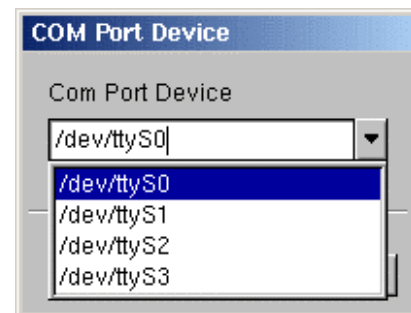 COM Port Device
Com Port Device
/dev/ttyS0
/dev/ttyS0
/dev/ttyS1
/dev/ttyS2
/dev/ttyS3